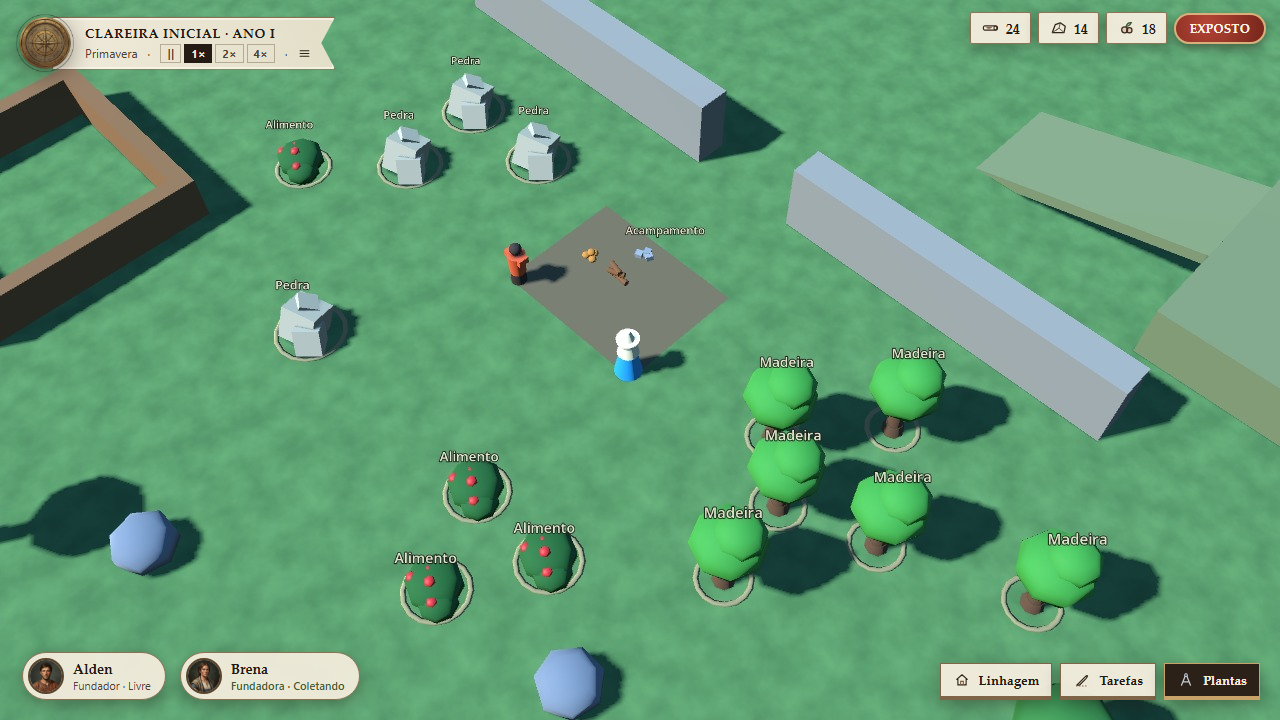 CLAREIRA INICIAL · ANO I
Primavera · || 1× 2× 4× ·
24 14 18 EXPOSTO
Pedra
Pedra
Pedra
Alimento
Acampamento
Pedra
Madeira
Madeira
Madeira
Alimento
Madeira
Madeira
Alimento
Madeira
Alimento
Alden
Fundador · Livre
Brena
Fundadora · Coletando
Linhagem
Tarefas
Plantas